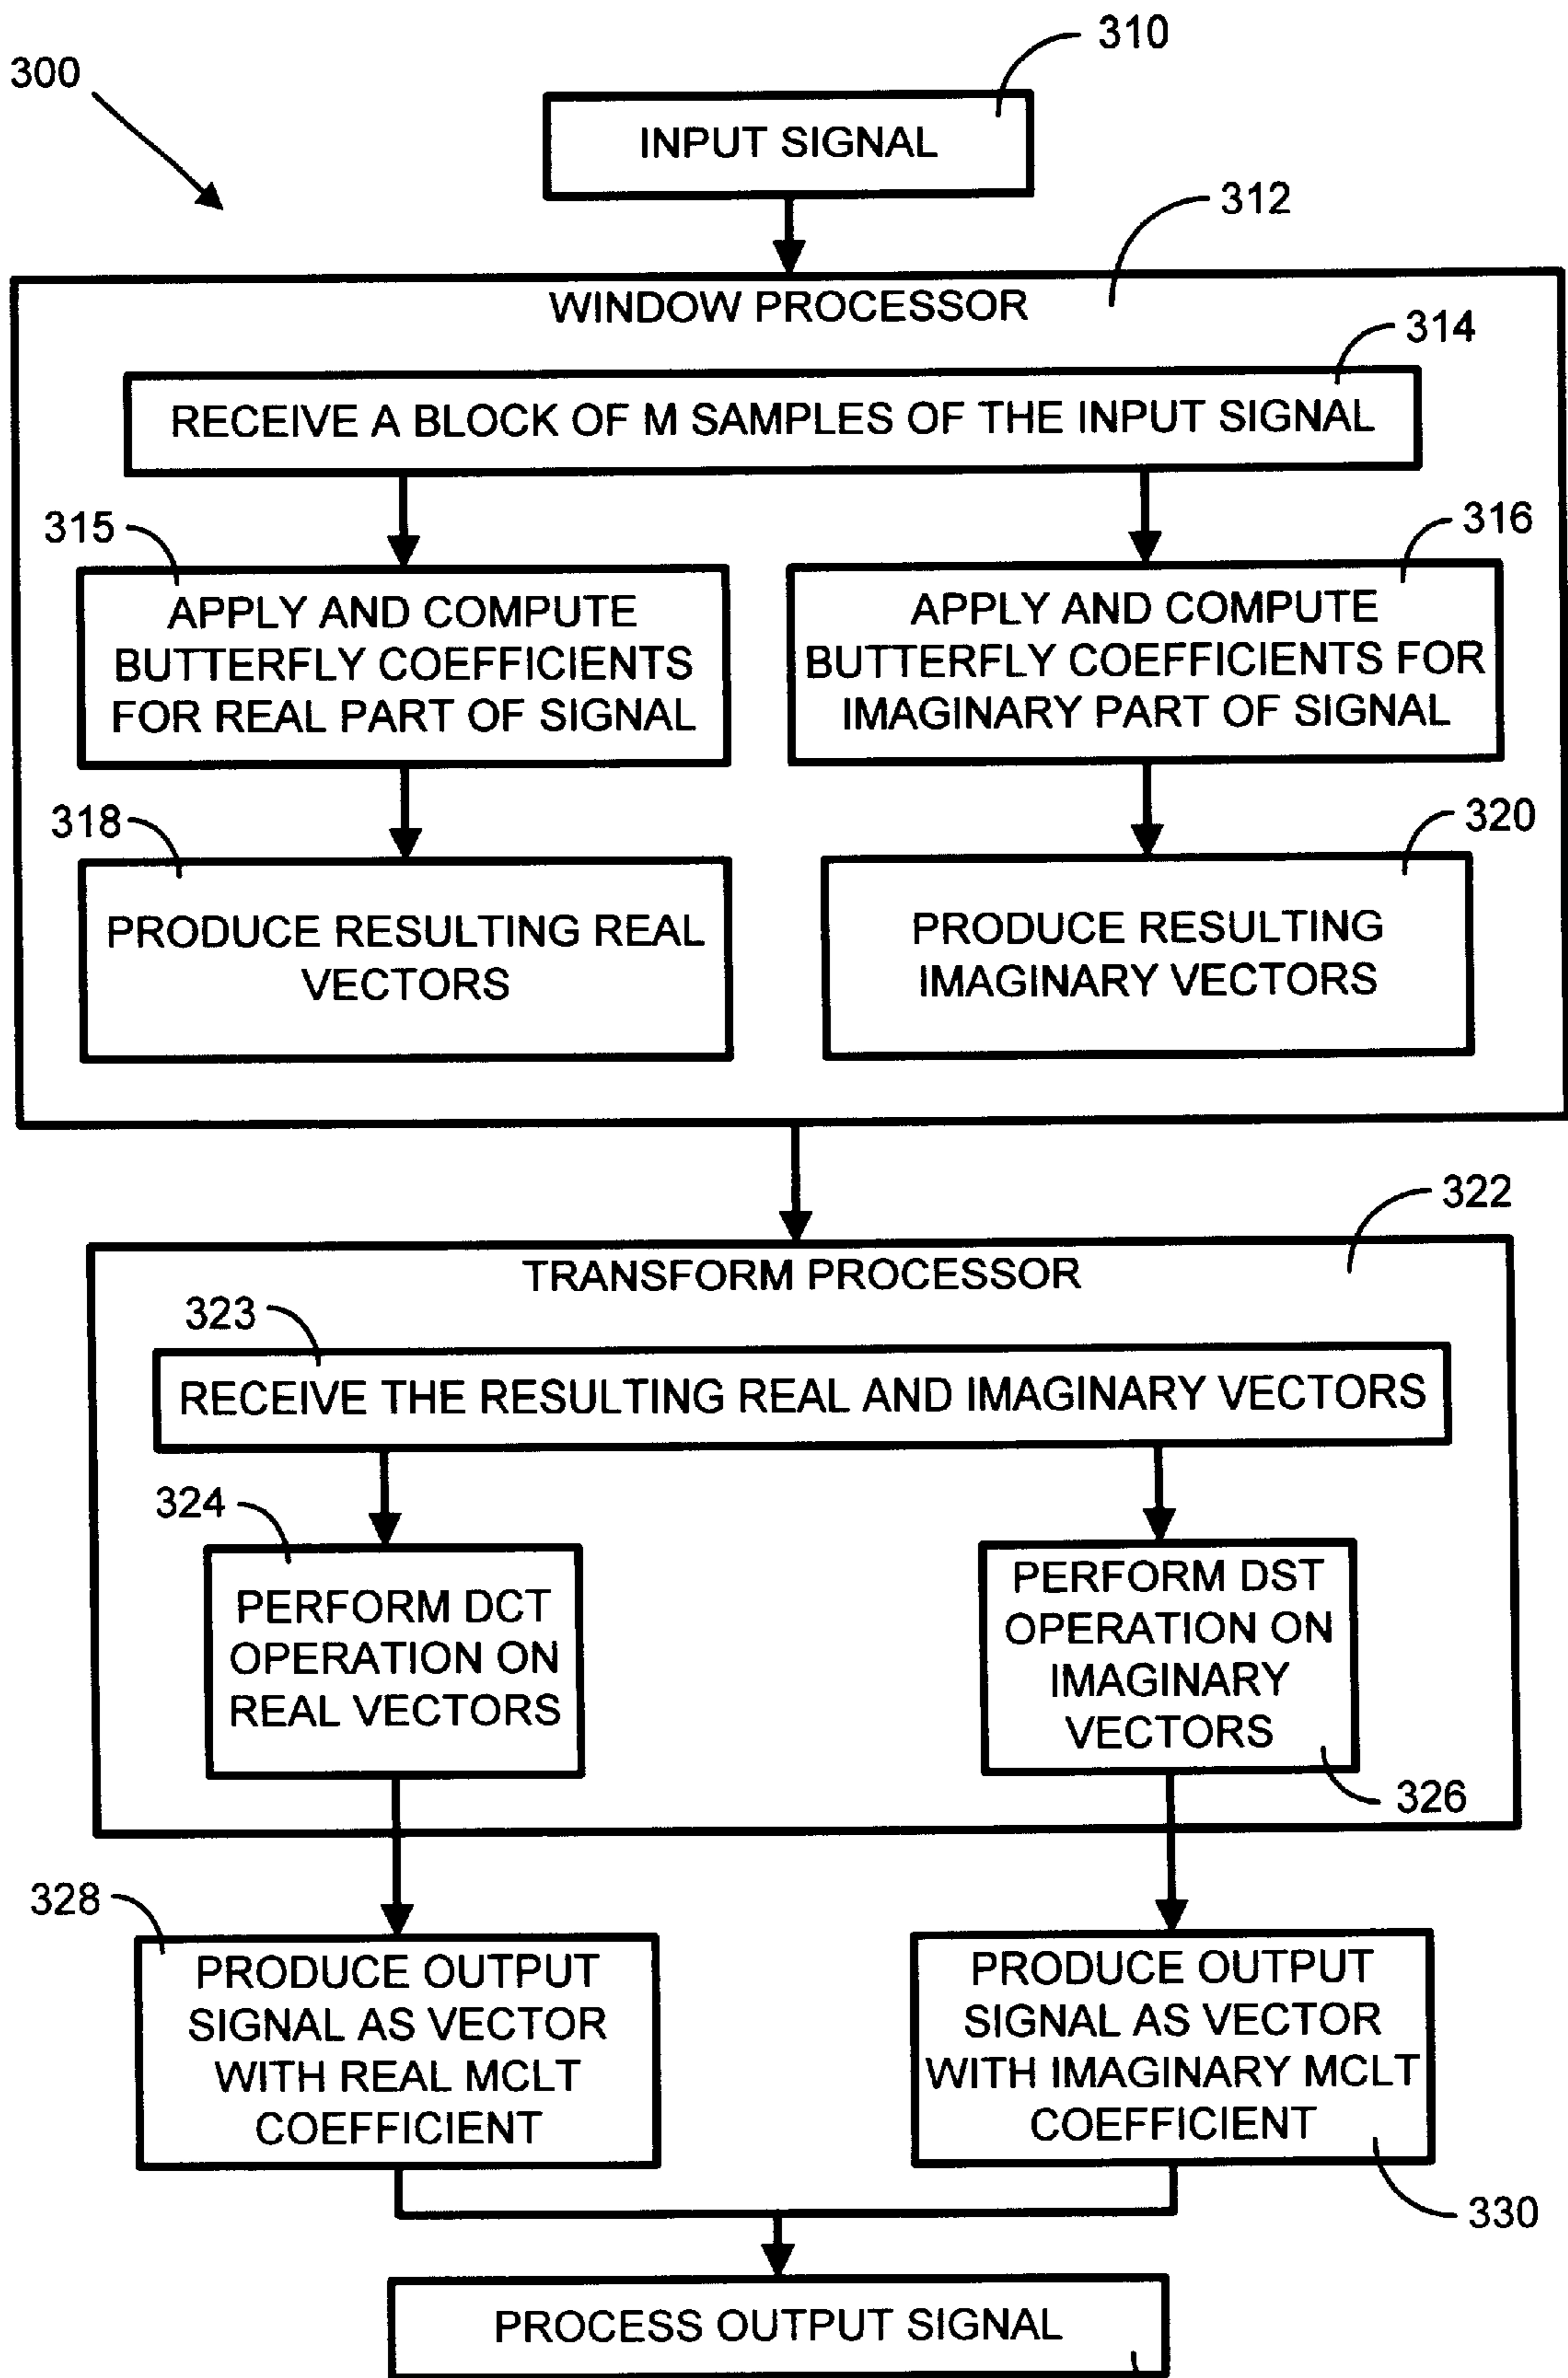 310
300
INPUT SIGNAL
312
WINDOW PROCESSOR
314
RECEIVE A BLOCK OF M SAMPLES OF THE INPUT SIGNAL
315
316
APPLY AND COMPUTE
BUTTERFLY COEFFICIENTS
FOR REAL PART OF SIGNAL
APPLY AND COMPUTE
BUTTERFLY COEFFICIENTS FOR
IMAGINARY PART OF SIGNAL
318
320
PRODUCE RESULTING REAL
VECTORS
PRODUCE RESULTING
IMAGINARY VECTORS
322
TRANSFORM PROCESSOR
323
RECEIVE THE RESULTING REAL AND IMAGINARY VECTORS
324
PERFORM DCT
OPERATION ON
REAL VECTORS
PERFORM DST
OPERATION ON
IMAGINARY
VECTORS
326
328
PRODUCE OUTPUT
SIGNAL AS VECTOR
WITH REAL MCLT
COEFFICIENT
PRODUCE OUTPUT
SIGNAL AS VECTOR
WITH IMAGINARY MCLT
COEFFICIENT
330
PROCESS OUTPUT SIGNAL